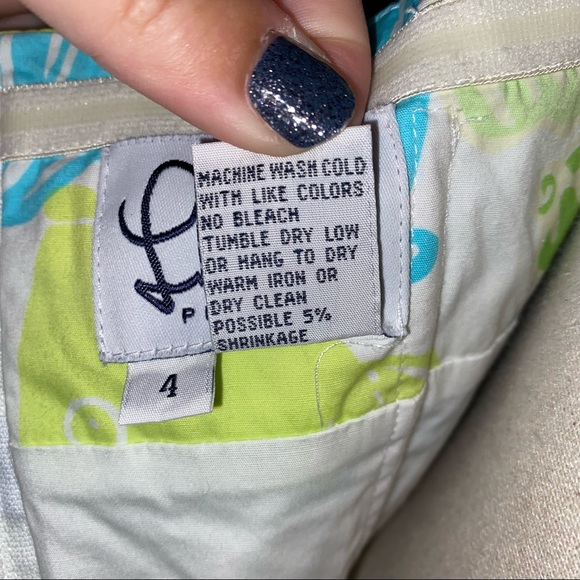 MACHINE WASH COLD
WITH LIKE COLORS
NO BLEACH
TUMBLE DRY LOW
OR HANG TO DRY
WARM IRON OR
DRY CLEAN
POSSIBLE 5%
SHRINKAGE
4